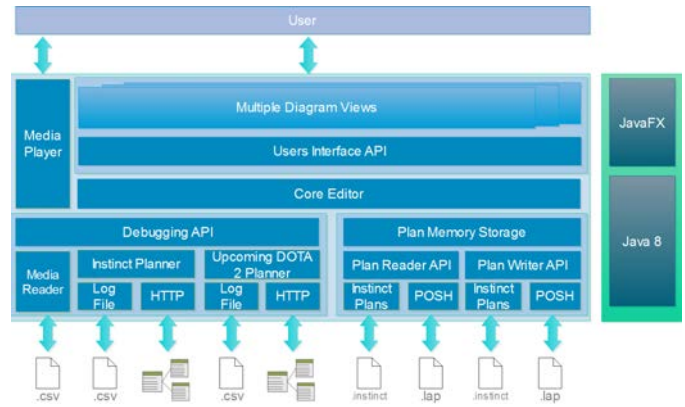 User
Media
Player
Multiple Diagram Views
Users Interface API
Core Editor
JavaFX
Java 8
Debugging API
Plan Memory Storage
Media
Reader
Instinct Planner
Upcoming DOTA
2 Planner
Plan Reader API
Plan Writer API
Log
File
HTTP
Log
File
HTTP
Instinct
Plans
POSH
Instinct
Plans
POSH
.csv
.csv
.csv
.instinct
.lap
.instinct
.lap